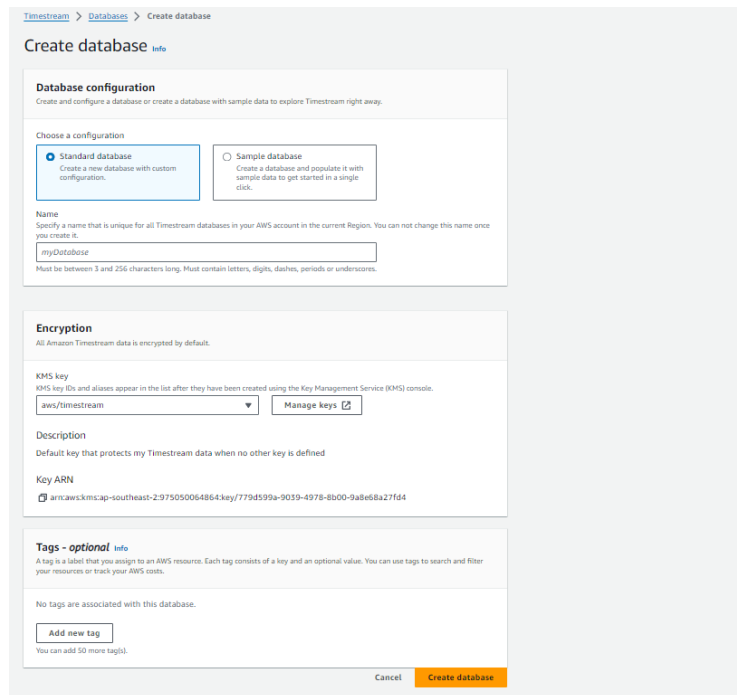 Timestream > Databases > Create database
Create database Info
Database configuration
Create and configure a database or create a database with sample data to explore Timestream right away.
Choose a configuration
Standard database
Create a new database with custom
configuration.
Sample database
Create a database and populate it with
sample data to get started in a single
click.
Name
Specify a name that is unique for all Timestream databases in your AWS account in the current Region. You can not change this name once
you create it.
myDatabase
Must be between 3 and 256 characters long. Must contain letters, digits, dashes, periods or underscores.
Encryption
All Amazon Timestream data is encrypted by default.
KMS key
KMS key IDs and aliases appear in the list after they have been created using the Key Management Service (KMS) console.
aws/timestream
Manage keys
Description
Default key that protects my Timestream data when no other key is defined
Key ARN
arn:aws:kms:ap-southeast-2:975050064864:key/779d599a-9039-4978-8b00-9a8e68a27fd4
Tags - optional Info
A tag is a label that you assign to an AWS resource. Each tag consists of a key and an optional value. You can use tags to search and filter
your resources or track your AWS costs.
No tags are associated with this database.
Add new tag
You can add 50 more tag(s).
Cancel
Create database